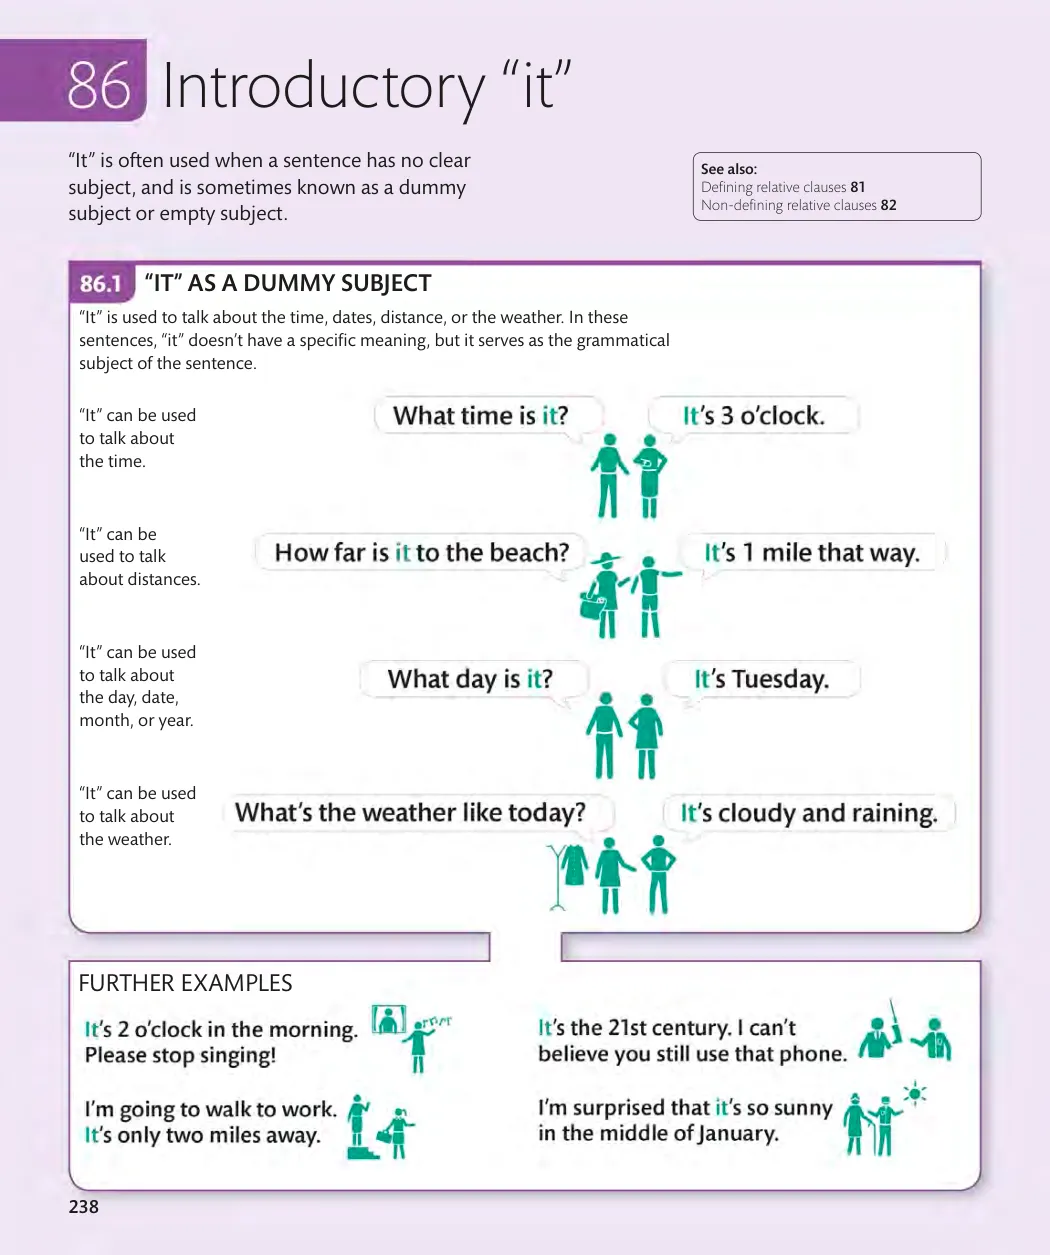 86 Introductory “it”
“It” is often used when a sentence has no clear
subject, and is sometimes known as a dummy
subject or empty subject.
See also:
Defining relative clauses 81
Non-defining relative clauses 82
86.1 “IT” AS A DUMMY SUBJECT
“It” is used to talk about the time, dates, distance, or the weather. In these
sentences, “it” doesn’t have a specific meaning, but it serves as the grammatical
subject of the sentence.
“It” can be used
to talk about
the time.
What time is it?
It’s 3 o’clock.
“It” can be
used to talk
about distances.
How far is it to the beach?
It’s 1 mile that way.
“It” can be used
to talk about
the day, date,
month, or year.
What day is it?
It’s Tuesday.
“It” can be used
to talk about
the weather.
What’s the weather like today?
It’s cloudy and raining.
FURTHER EXAMPLES
It’s 2 o’clock in the morning.
Please stop singing!
It’s the 21st century. I can’t
believe you still use that phone.
I’m going to walk to work.
It’s only two miles away.
I’m surprised that it’s so sunny
in the middle of January.
238